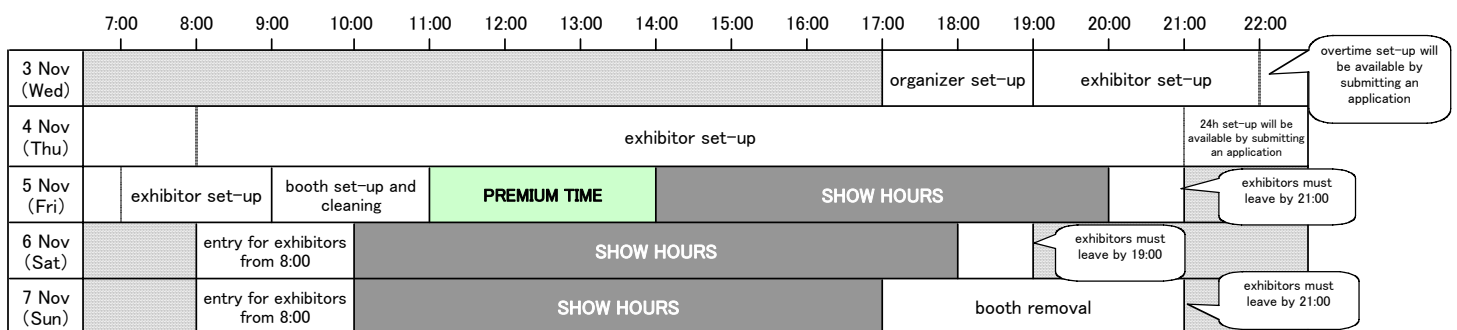 7:00 8:00 9:00 10:00 11:00 12:00 13:00 14:00 15:00 16:00 17:00 18:00 19:00 20:00 21:00 22:00
3 Nov
(Wed)
organizer set-up
exhibitor set-up
overtime set-up will
be available by
submitting an
application
4 Nov
(Thu)
exhibitor set-up
24h set-up will be
available by submitting
an application
5 Nov
(Fri)
exhibitor set-up
booth set-up and
cleaning
PREMIUM TIME
SHOW HOURS
exhibitors must
leave by 21:00
6 Nov
(Sat)
entry for exhibitors
from 8:00
SHOW HOURS
exhibitors must
leave by 19:00
7 Nov
(Sun)
entry for exhibitors
from 8:00
SHOW HOURS
booth removal
exhibitors must
leave by 21:00